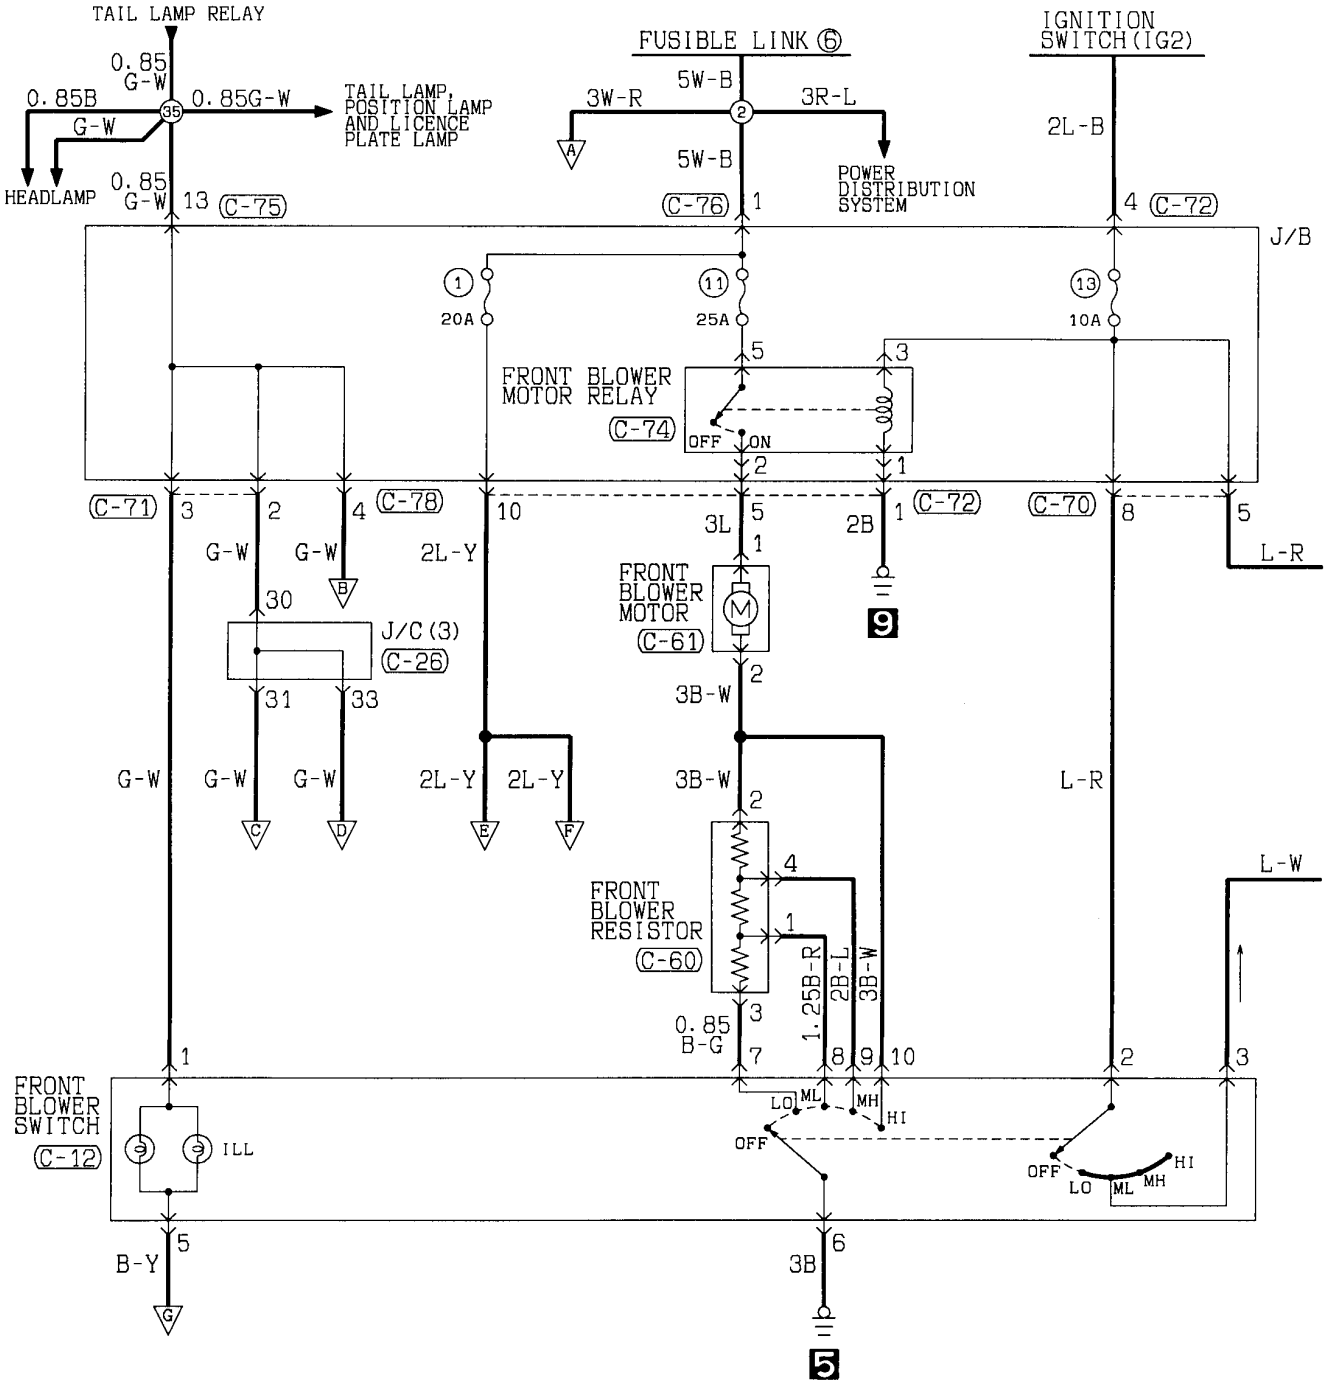 TAIL LAMP RELAY
FUSIBLE LINK ⑥
IGNITION
SWITCH(IG2)
0.85
G-W
5W-B
0.85B
35
0.85G-W
TAIL LAMP,
POSITION LAMP
AND LICENCE
PLATE LAMP
3W-R
2
3R-L
G-W
2L-B
A
5W-B
HEADLAMP
0.85
G-W
13
C-75
C-76
1
POWER
DISTRIBUTION
SYSTEM
4
C-72
J/B
1
20A
11
25A
13
10A
5
3
FRONT BLOWER
MOTOR RELAY
C-74
OFF
ON
2
1
C-71
3
2
4
C-78
10
5
1
C-72
C-70
8
5
3L
2B
G-W
G-W
2L-Y
1
L-R
B
30
FRONT
BLOWER
MOTOR
C-61
M
9
J/C(3)
C-26
31
33
2
3B-W
G-W
G-W
G-W
2L-Y
2L-Y
3B-W
L-R
2
C
D
E
F
4
L-W
FRONT
BLOWER
RESISTOR
C-60
1
1.25B-R
2B-L
3B-W
3
0.85
B-G
1
7
8
9
10
2
3
FRONT
BLOWER
SWITCH
C-12
ILL
LO
ML
MH
HI
OFF
OFF
LO
ML
MH
HI
5
6
B-Y
3B
G
5